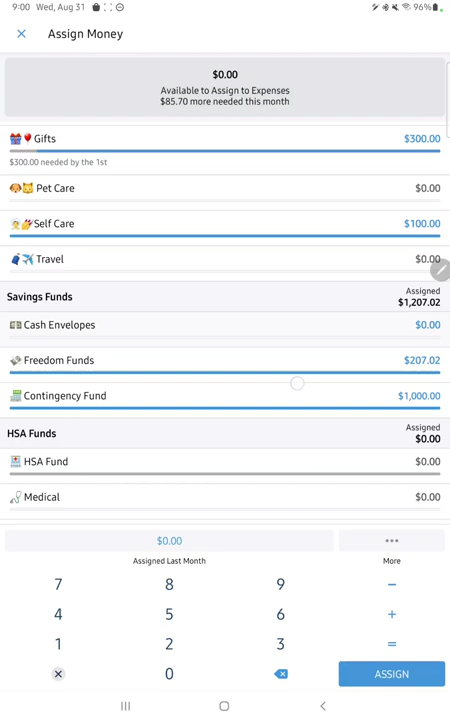 9:00 Wed, Aug 31 96%
Assign Money
$0.00
Available to Assign to Expenses
$85.70 more needed this month
Gifts $300.00
$300.00 needed by the 1st
Pet Care $0.00
Self Care $100.00
Travel $0.00
Savings Funds Assigned
$1,207.02
Cash Envelopes $0.00
Freedom Funds $207.02
Contingency Fund $1,000.00
HSA Funds Assigned
$0.00
HSA Fund $0.00
Medical $0.00
$0.00
Assigned Last Month More
7 8 9 −
4 5 6 +
1 2 3 =
0 ASSIGN